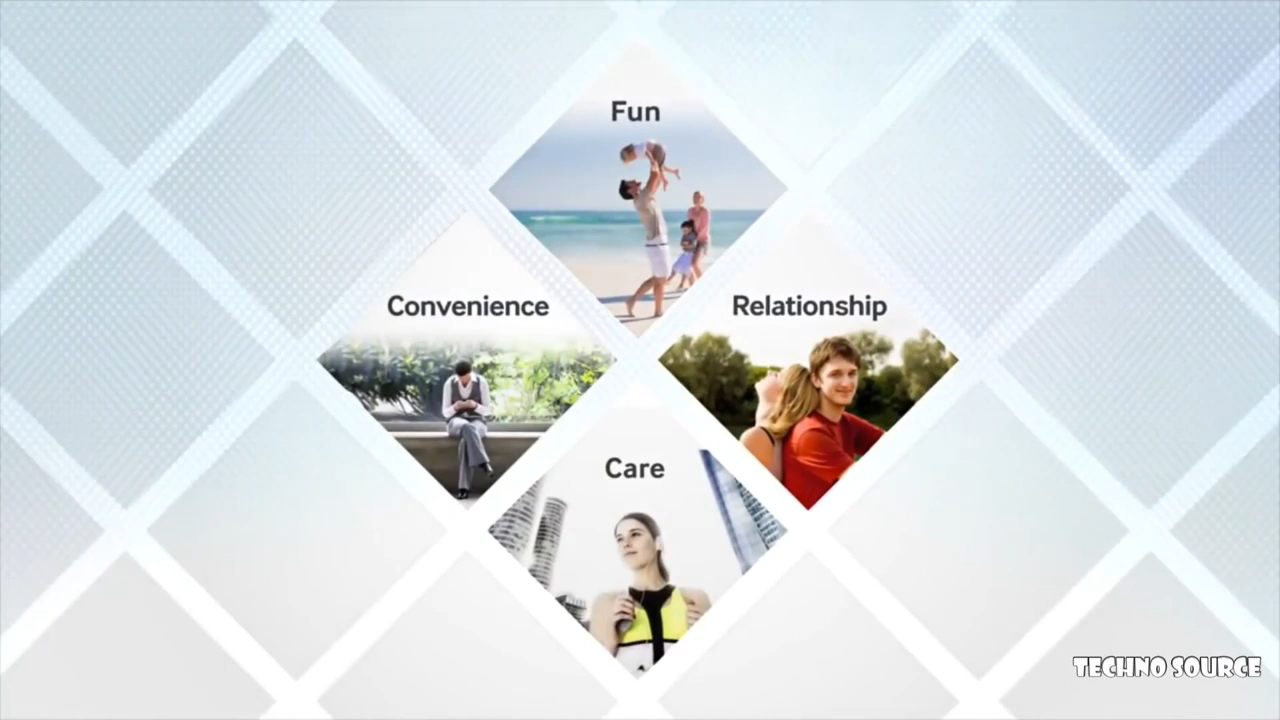 Fun
Convenience
Relationship
Care
TECHNO SOURCE